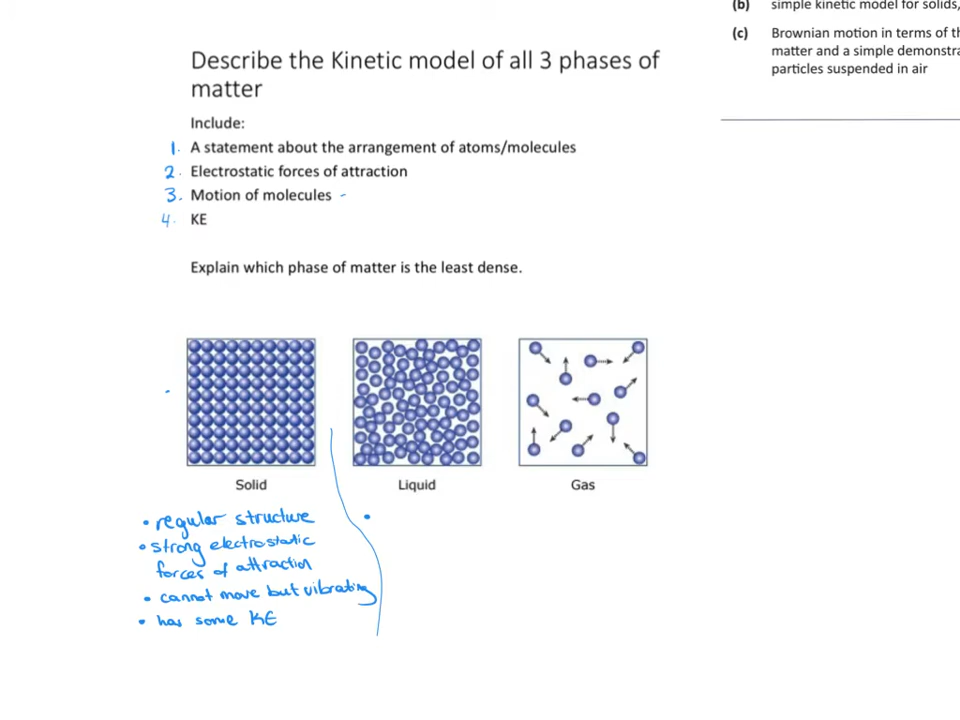 (b) simple kinetic model for solids,
(c) Brownian motion in terms of th
matter and a simple demonstra
particles suspended in air
Describe the Kinetic model of all 3 phases of
matter
Include:
1. A statement about the arrangement of atoms/molecules
2. Electrostatic forces of attraction
3. Motion of molecules -
4. KE
Explain which phase of matter is the least dense.
Solid
Liquid
Gas
• regular structure
• strong electrostatic
forces of attraction
• cannot move but vibrating
• has some KE
•